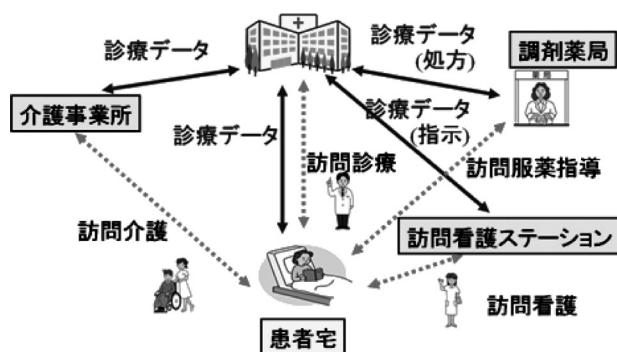 診療データ
診療データ
(処方)
調剤薬局
薬局
介護事業所
診療データ
診療データ
(指示)
訪問診療
訪問服薬指導
訪問介護
訪問看護ステーション
訪問看護
患者宅